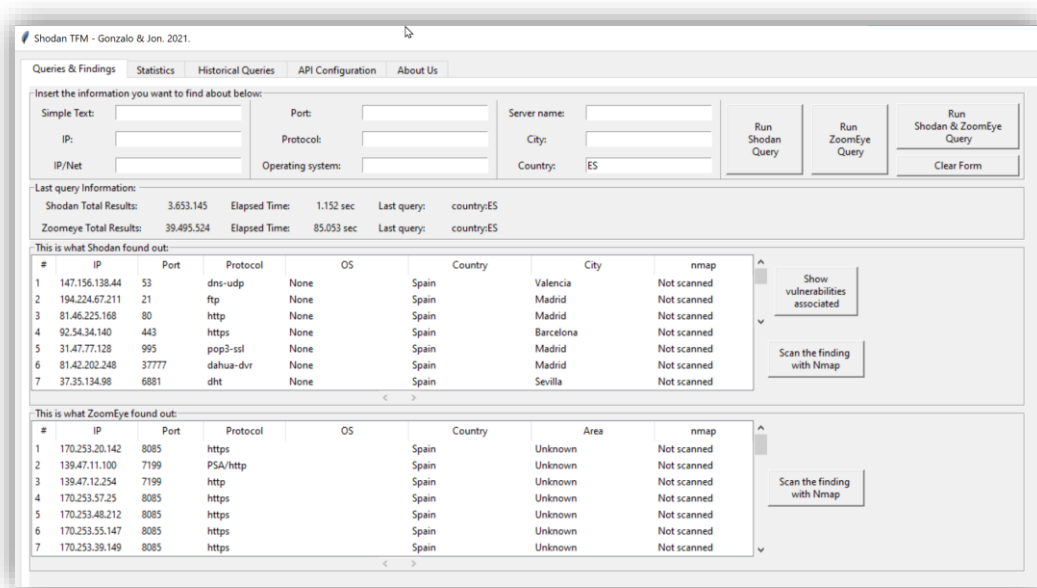 Shodan TFM - Gonzalo & Jon. 2021.
Queries & Findings Statistics Historical Queries API Configuration About Us
Insert the information you want to find about below:
Simple Text: Port: Server name:
IP: Protocol: City:
IP/Net Operating system: Country: ES
Run Shodan Query
Run ZoomEye Query
Run Shodan & ZoomEye Query
Clear Form
Last query Information:
Shodan Total Results: 3.653.145 Elapsed Time: 1.152 sec Last query: country:ES
Zoomeye Total Results: 39.495.524 Elapsed Time: 85.053 sec Last query: country:ES
This is what Shodan found out:
# IP Port Protocol OS Country City nmap
1 147.156.138.44 53 dns-udp None Spain Valencia Not scanned
2 194.224.67.211 21 ftp None Spain Madrid Not scanned
3 81.46.225.168 80 http None Spain Madrid Not scanned
4 92.54.34.140 443 https None Spain Barcelona Not scanned
5 31.47.77.128 995 pop3-ssl None Spain Madrid Not scanned
6 81.42.202.248 37777 dahua-dvr None Spain Madrid Not scanned
7 37.35.134.98 6881 dht None Spain Sevilla Not scanned
Show vulnerabilities associated
Scan the finding with Nmap
This is what ZoomEye found out:
# IP Port Protocol OS Country Area nmap
1 170.253.20.142 8085 https Spain Unknown Not scanned
2 139.47.11.100 7199 PSA/http Spain Unknown Not scanned
3 139.47.12.254 7199 http Spain Unknown Not scanned
4 170.253.57.25 8085 https Spain Unknown Not scanned
5 170.253.48.212 8085 https Spain Unknown Not scanned
6 170.253.55.147 8085 https Spain Unknown Not scanned
7 170.253.39.149 8085 https Spain Unknown Not scanned
Scan the finding with Nmap